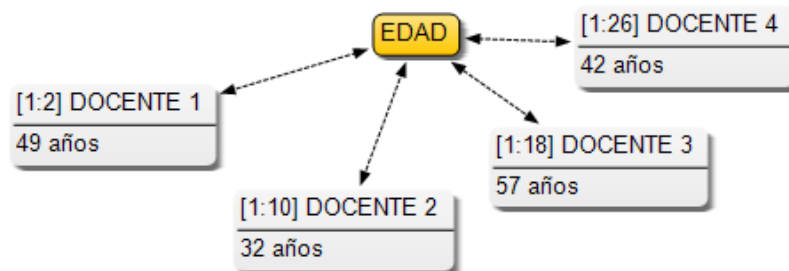 EDAD
[1:26] DOCENTE 4
42 años
[1:2] DOCENTE 1
49 años
[1:18] DOCENTE 3
57 años
[1:10] DOCENTE 2
32 años